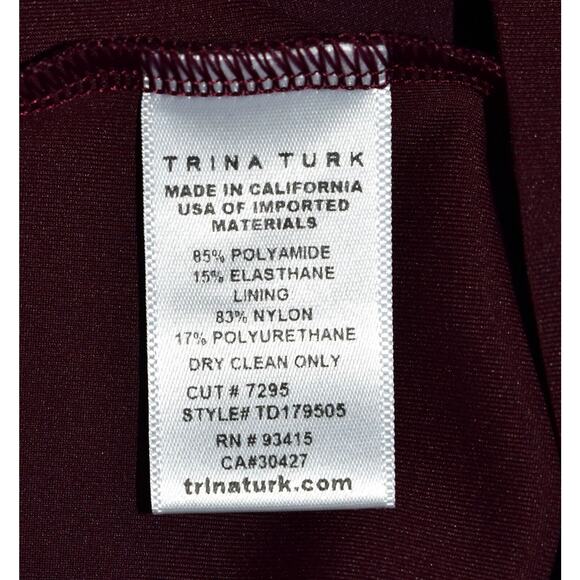 TRINA TURK
MADE IN CALIFORNIA
USA OF IMPORTED
MATERIALS
85% POLYAMIDE
15% ELASTHANE
LINING
83% NYLON
17% POLYURETHANE
DRY CLEAN ONLY
CUT # 7295
STYLE# TD179505
RN # 93415
CA#30427
trinaturk.com